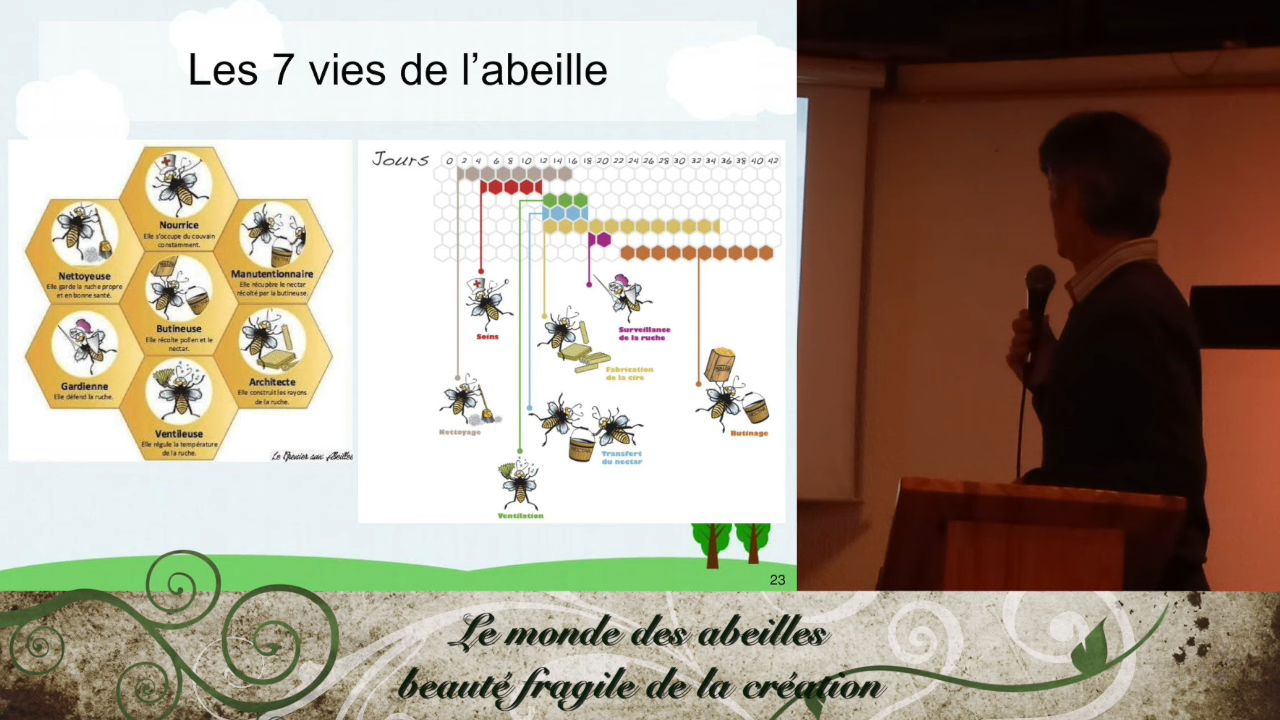 Les 7 vies de l'abeille
Nourrice
Elle s'occupe du couvain
constamment.
Nettoyeuse
Elle garde la ruche propre
et en bonne santé.
Manutentionnaire
Elle récupère le nectar
récolté par la butineuse.
Butineuse
Elle récolte pollen et le
nectar.
Gardienne
Elle défend la ruche.
Architecte
Elle construit les rayons
de la ruche.
Ventileuse
Elle régule la température
de la ruche.
Jours 0 2 4 6 8 10 12 14 16 18 20 22 24 26 28 30 32 34 36 38 40 42
Soins
Surveillance
de la ruche
Fabrication
de la cire
Nettoyage
Butinage
Transfert
du nectar
Ventilation
23
Le monde des abeilles
beauté fragile de la création